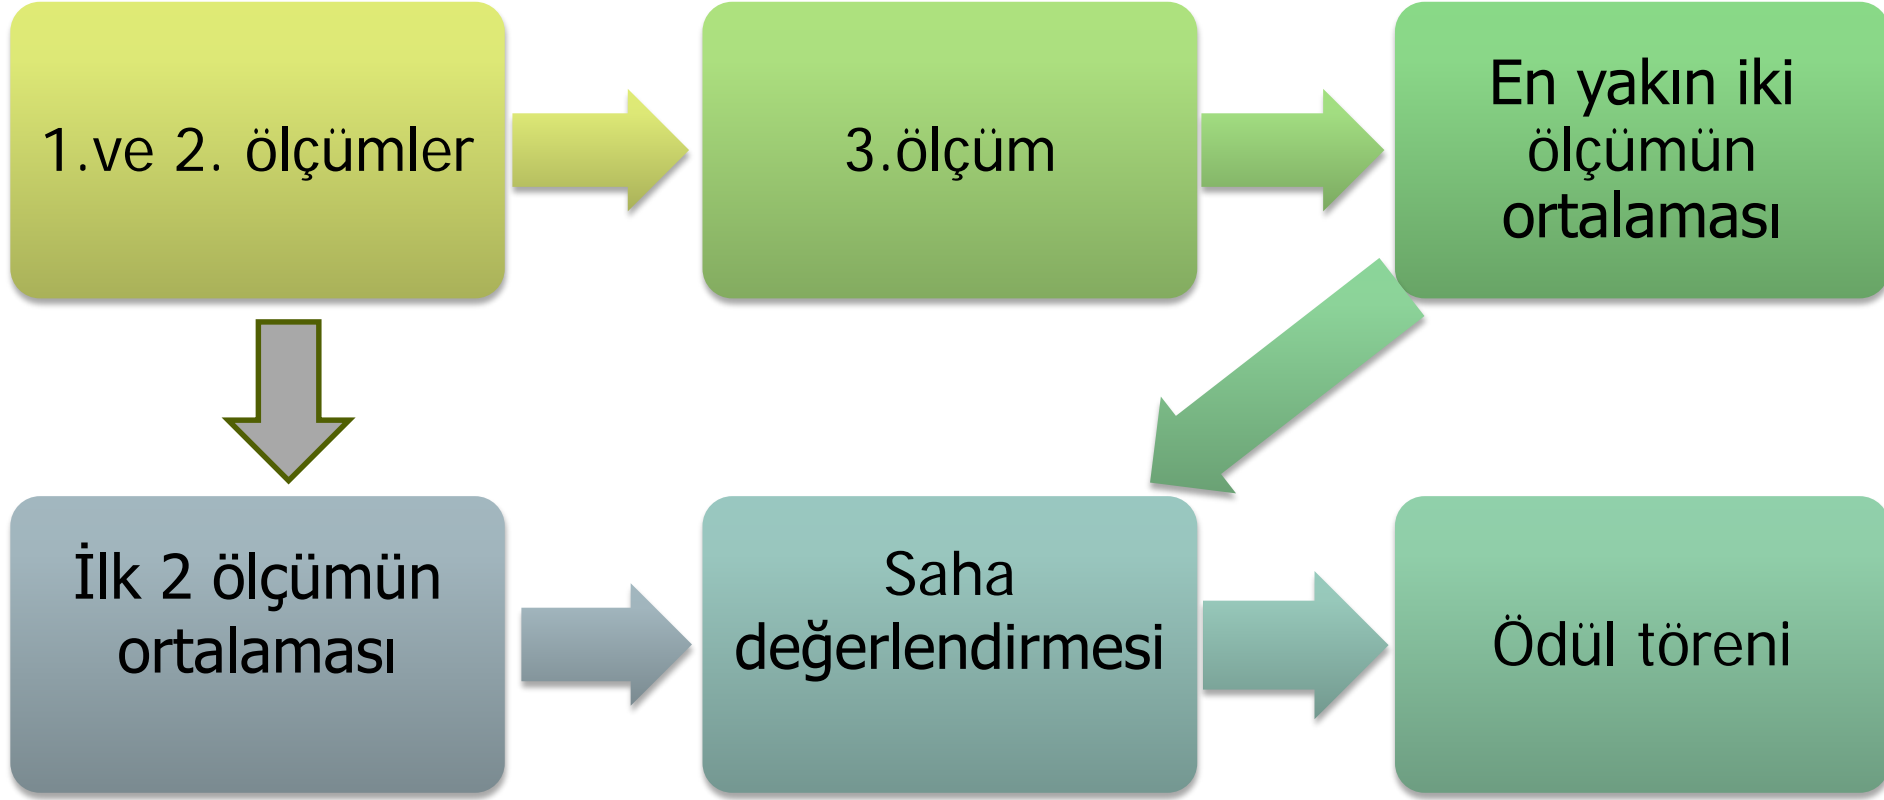 1.ve 2. ölçümler
3.ölçüm
En yakın iki
ölçümün
ortalaması
İlk 2 ölçümün
ortalaması
Saha
değerlendirmesi
Ödül töreni